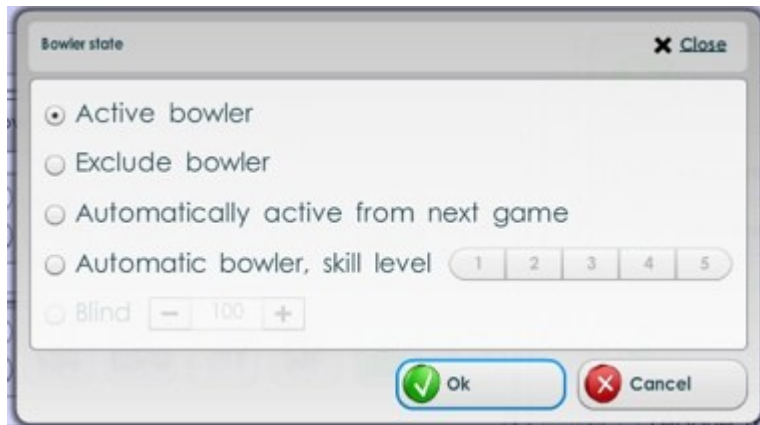 Bowler state
Close
Active bowler
Exclude bowler
Automatically active from next game
Automatic bowler, skill level 1 2 3 4 5
Blind − 100 +
Ok Cancel